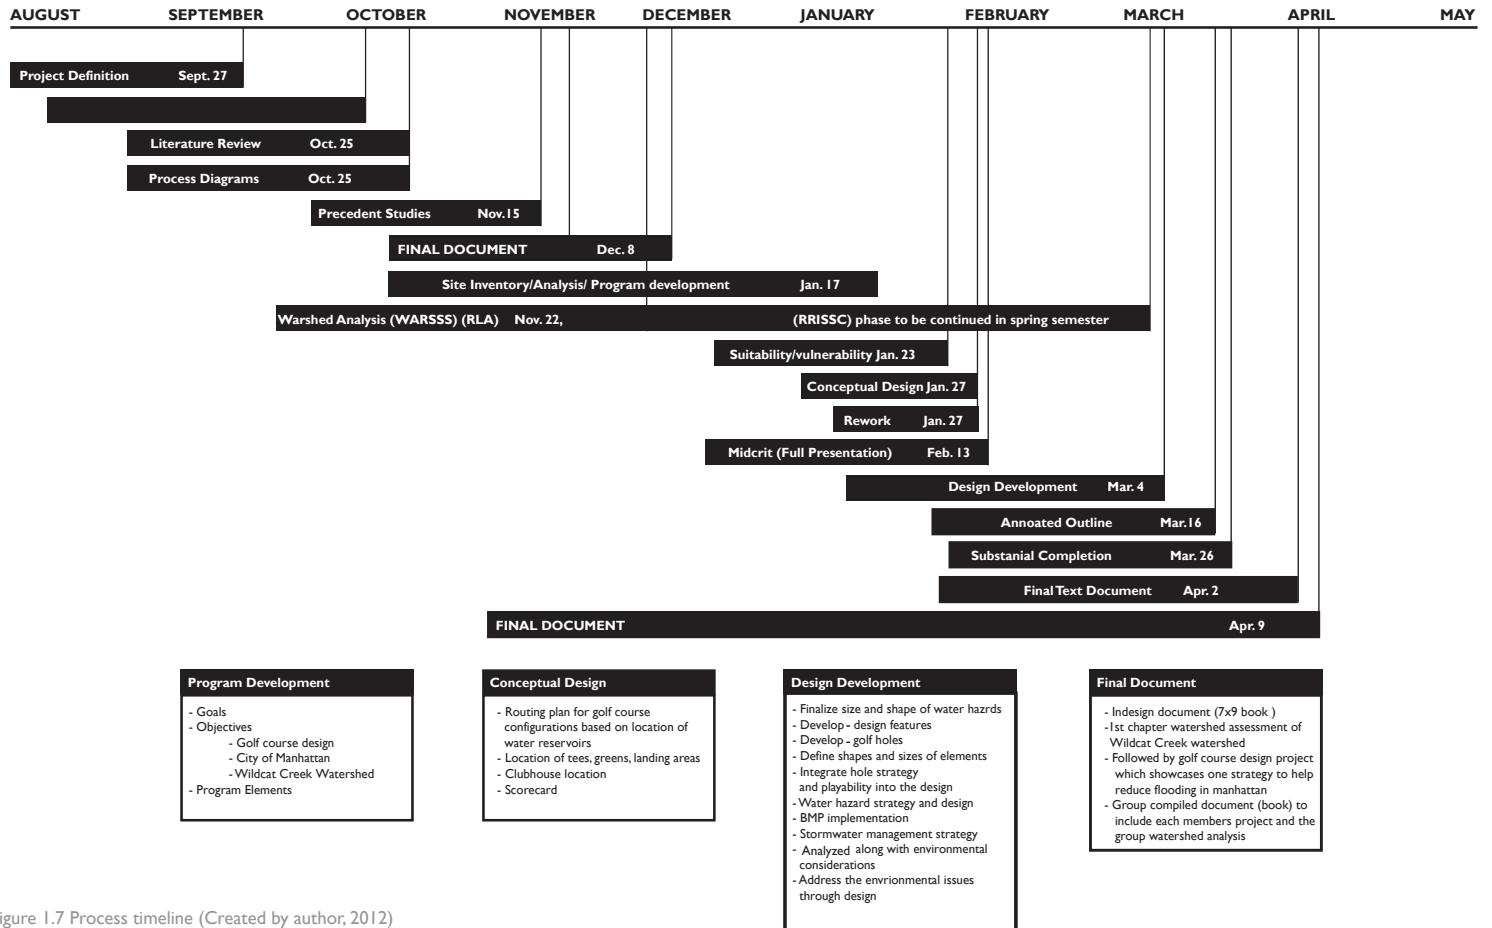 AUGUST SEPTEMBER OCTOBER NOVEMBER DECEMBER JANUARY FEBRUARY MARCH APRIL MAY
Project Definition Sept. 27
Literature Review Oct. 25
Process Diagrams Oct. 25
Precedent Studies Nov.15
FINAL DOCUMENT Dec. 8
Site Inventory/Analysis/ Program development Jan. 17
Warshed Analysis (WARSSS) (RLA) Nov. 22, (RRISSC) phase to be continued in spring semester
Suitability/vulnerability Jan. 23
Conceptual Design Jan. 27
Rework Jan. 27
Midcrit (Full Presentation) Feb. 13
Design Development Mar. 4
Annoated Outline Mar.16
Substanial Completion Mar. 26
Final Text Document Apr. 2
FINAL DOCUMENT Apr. 9
Program Development
- Goals
- Objectives
- Golf course design
- City of Manhattan
- Wildcat Creek Watershed
- Program Elements
Conceptual Design
- Routing plan for golf course
configurations based on location of
water reservoirs
- Location of tees, greens, landing areas
- Clubhouse location
- Scorecard
Design Development
- Finalize size and shape of water hazrds
- Develop - design features
- Develop - golf holes
- Define shapes and sizes of elements
- Integrate hole strategy
and playability into the design
- Water hazard strategy and design
- BMP implementation
- Stormwater management strategy
- Analyzed along with environmental
considerations
- Address the envrionmental issues
through design
Final Document
- Indesign document (7x9 book )
-1st chapter watershed assessment of
Wildcat Creek watershed
- Followed by golf course design project
which showcases one strategy to help
reduce flooding in manhattan
- Group compiled document (book) to
include each members project and the
group watershed analysis
igure 1.7 Process timeline (Created by author, 2012)